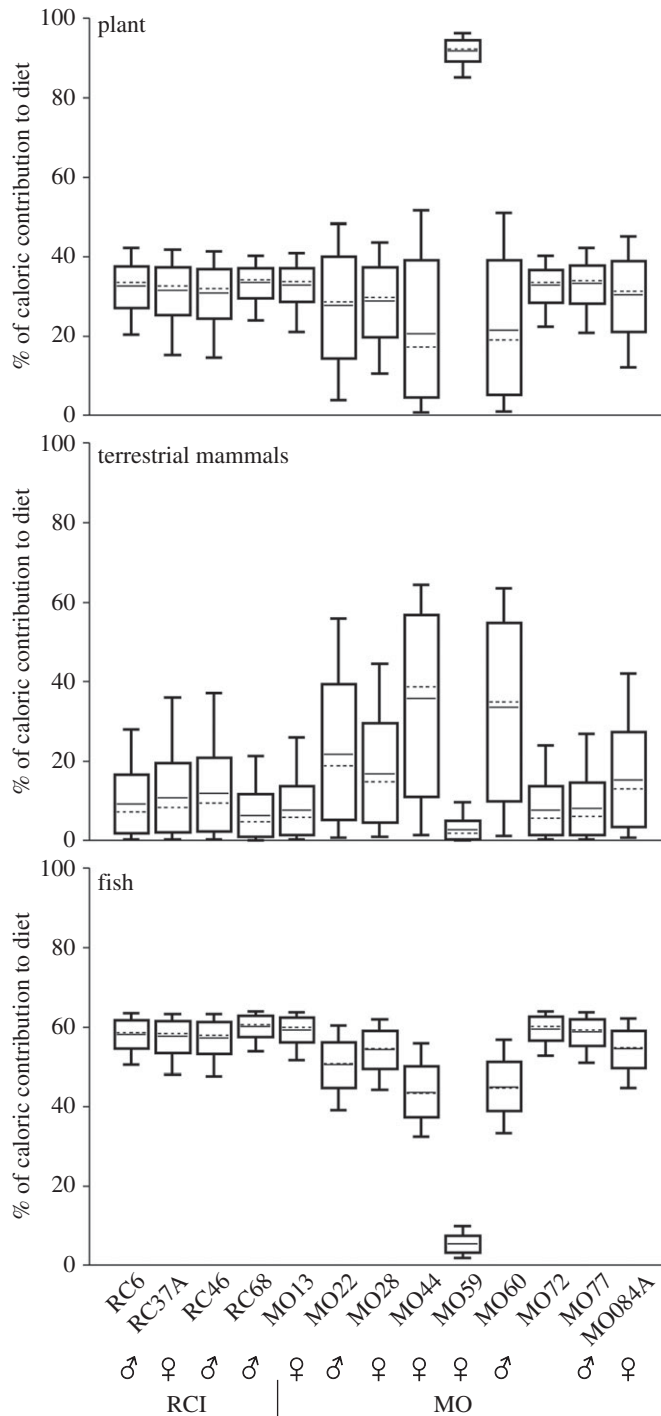 100
plant
80
60
40
20
0
% of caloric contribution to diet
100
terrestrial mammals
80
60
40
20
0
% of caloric contribution to diet
100
fish
80
60
40
20
0
% of caloric contribution to diet
RC6 RC37A RC46 RC68 MO13 MO22 MO28 MO44 MO59 MO60 MO72 MO77 MO084A
♂ ♀ ♂ ♂ ♀ ♂ ♀ ♀ ♀ ♂ ♂ ♀
RCI MO